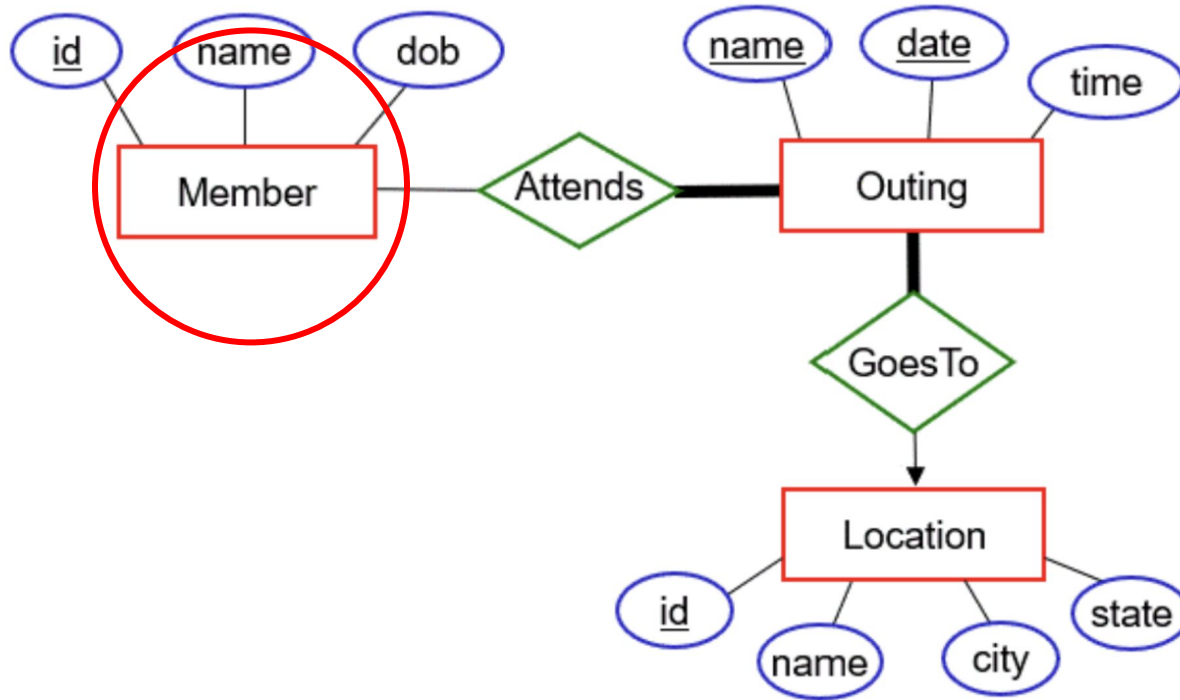 id
name
dob
name
date
time
Member
Attends
Outing
GoesTo
Location
id
name
city
state